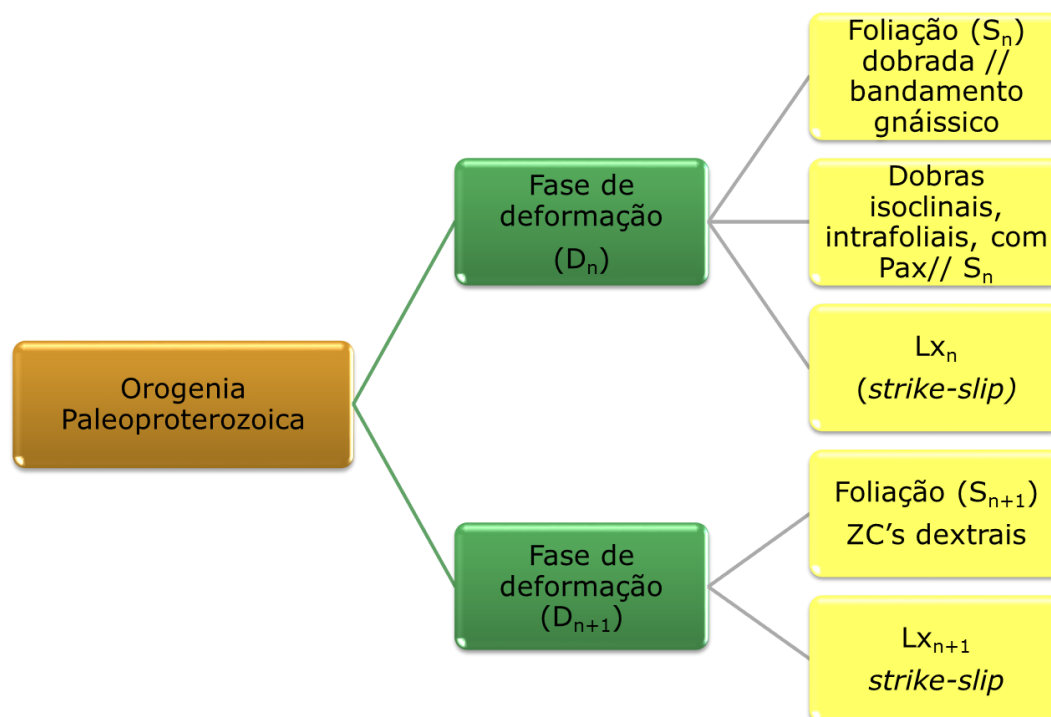 Orogenia
Paleoproterozoica
Fase de
deformação
(Dₙ)
Foliação (Sₙ)
dobrada //
bandamento
gnáissico
Dobras
isoclinais,
intrafoliais, com
Pax// Sₙ
Lxₙ
(strike-slip)
Fase de
deformação
(Dₙ₊₁)
Foliação (Sₙ₊₁)
ZC’s dextrais
Lxₙ₊₁
strike-slip